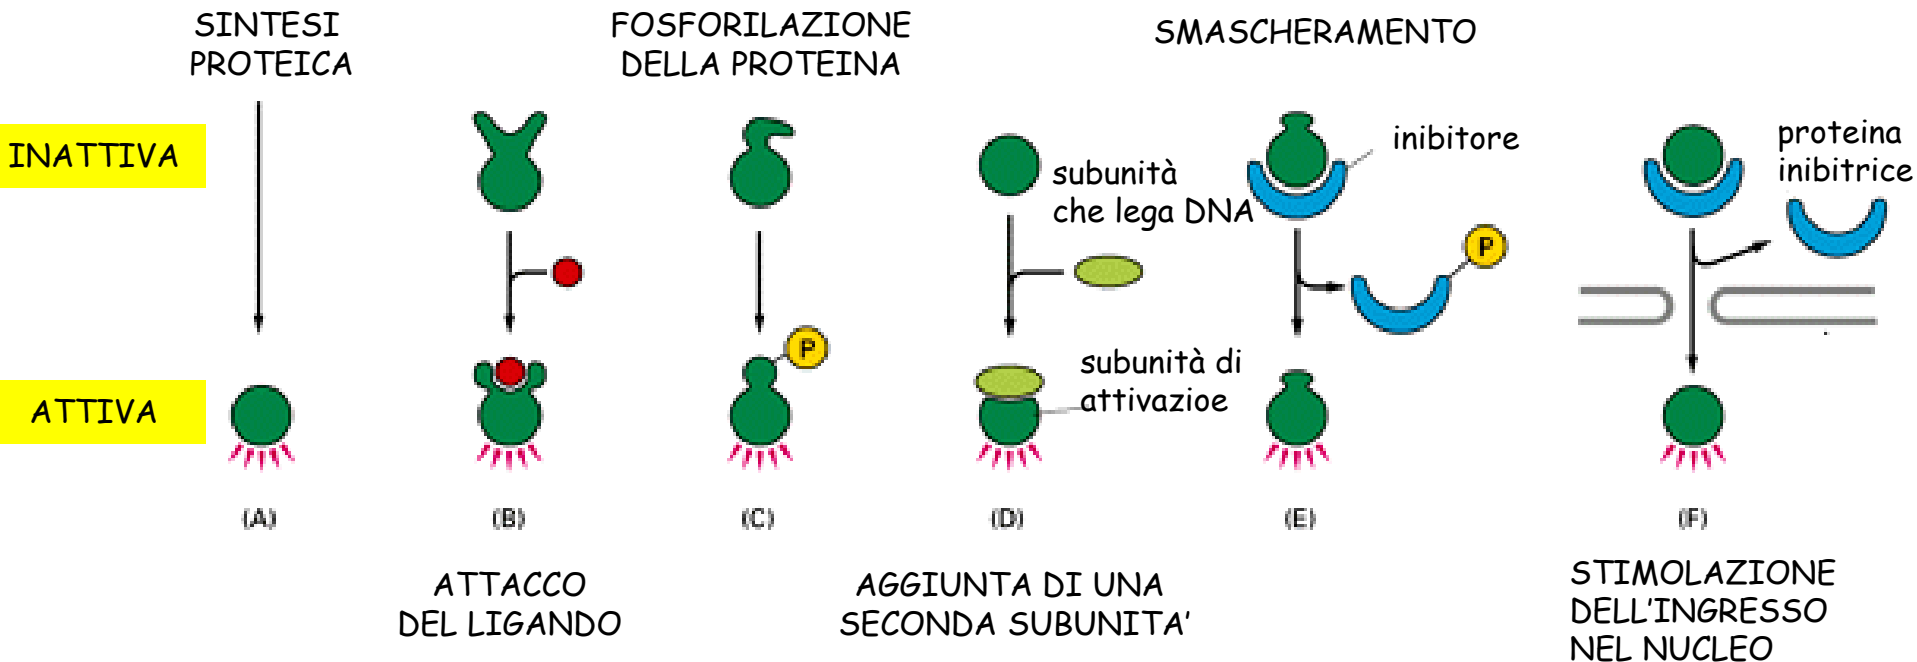 SINTESI
PROTEICA
FOSFORILAZIONE
DELLA PROTEINA
SMASCHERAMENTO
INATTIVA
subunità
che lega DNA
inibitore
proteina
inibitrice
P
P
subunità di
attivazioe
ATTIVA
(A)
(B)
(C)
(D)
(E)
(F)
ATTACCO
DEL LIGANDO
AGGIUNTA DI UNA
SECONDA SUBUNITA'
STIMOLAZIONE
DELL'INGRESSO
NEL NUCLEO